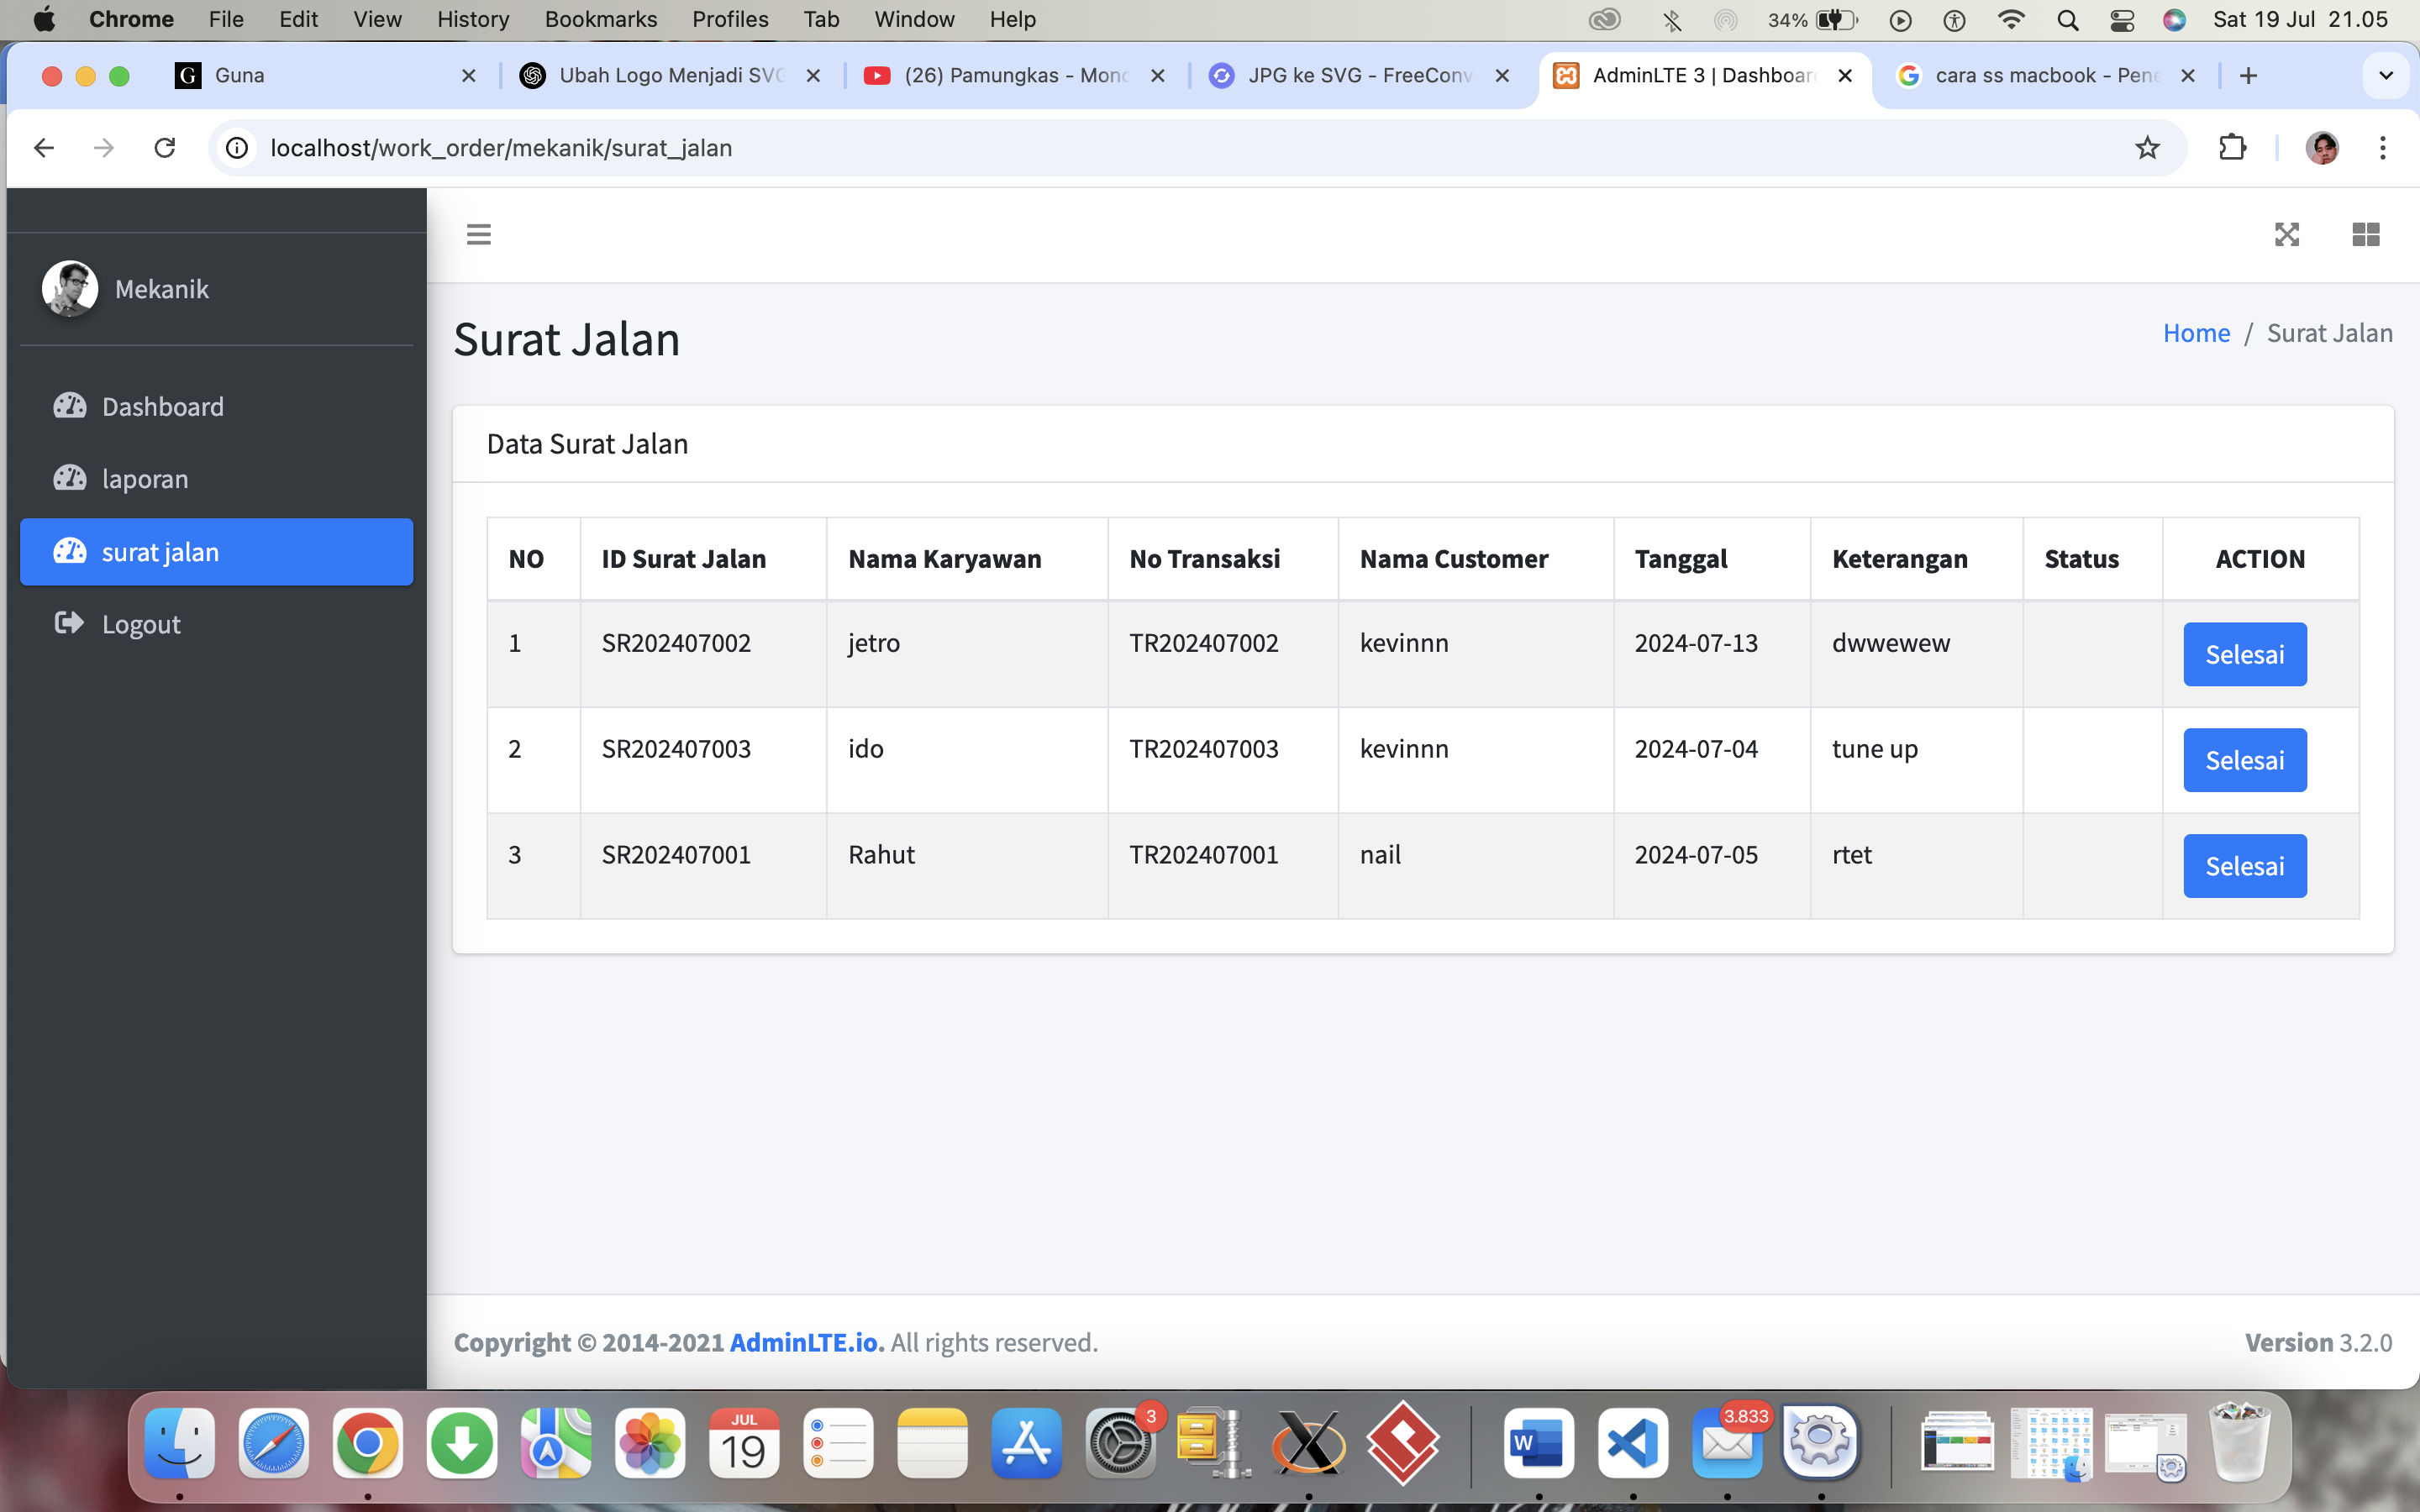 Chrome File Edit View History Bookmarks Profiles Tab Window Help 34% Sat 19 Jul 21.05
G Guna Ubah Logo Menjadi SVG (26) Pamungkas - Mono JPG ke SVG - FreeConv AdminLTE 3 | Dashboar cara ss macbook - Pene
localhost/work_order/mekanik/surat_jalan
Mekanik
Dashboard
laporan
surat jalan
Logout
Surat Jalan
Home / Surat Jalan
Data Surat Jalan
NO ID Surat Jalan Nama Karyawan No Transaksi Nama Customer Tanggal Keterangan Status ACTION
1 SR202407002 jetro TR202407002 kevinnn 2024-07-13 dwwewew Selesai
2 SR202407003 ido TR202407003 kevinnn 2024-07-04 tune up Selesai
3 SR202407001 Rahut TR202407001 nail 2024-07-05 rtet Selesai
Copyright © 2014-2021 AdminLTE.io. All rights reserved.
Version 3.2.0
JUL
19
3
W
3.833